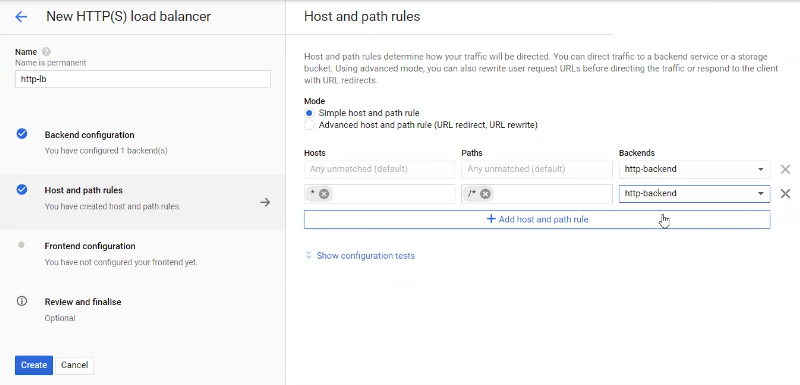 New HTTP(S) load balancer
Name
Name is permanent
http-lb
Backend configuration
You have configured 1 backend(s)
Host and path rules
You have created host and path rules
Frontend configuration
You have not configured your frontend yet.
Review and finalise
Optional
Create Cancel
Host and path rules
Host and path rules determine how your traffic will be directed. You can direct traffic to a backend service or a storage
bucket. Using advanced mode, you can also rewrite user request URLs before directing the traffic or respond to the client
with URL redirects.
Mode
Simple host and path rule
Advanced host and path rule (URL redirect, URL rewrite)
Hosts Paths Backends
Any unmatched (default) Any unmatched (default) http-backend
* /* http-backend
+ Add host and path rule
Show configuration tests